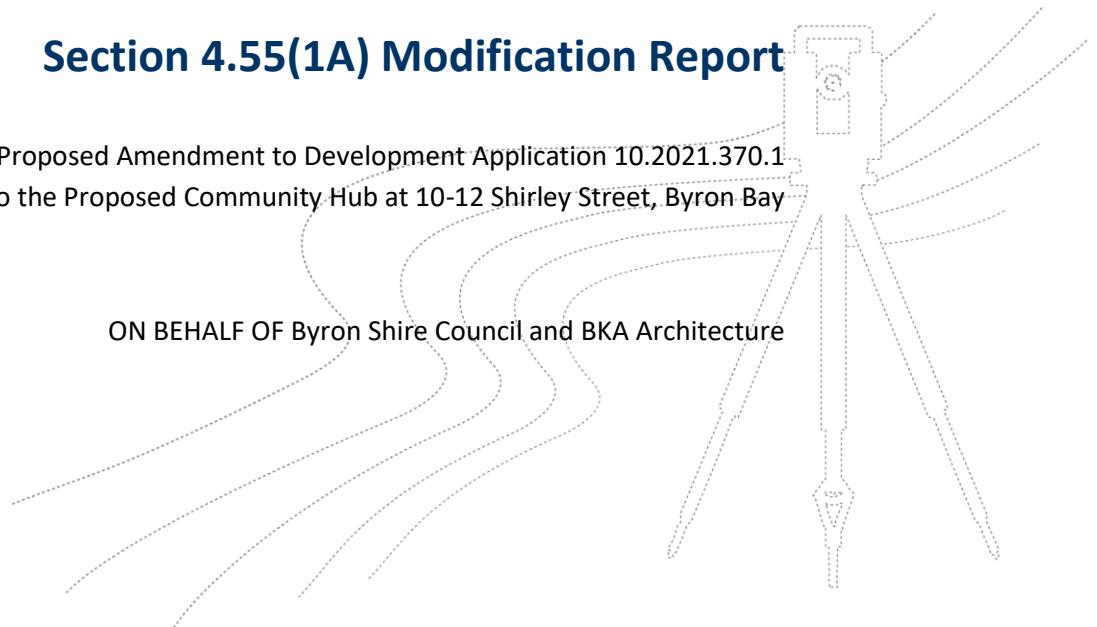 Section 4.55(1A) Modification Report
Proposed Amendment to Development Application 10.2021.370.1
the Proposed Community Hub at 10-12 Shirley Street, Byron Bay
ON BEHALF OF Byron Shire Council and BKA Architecture